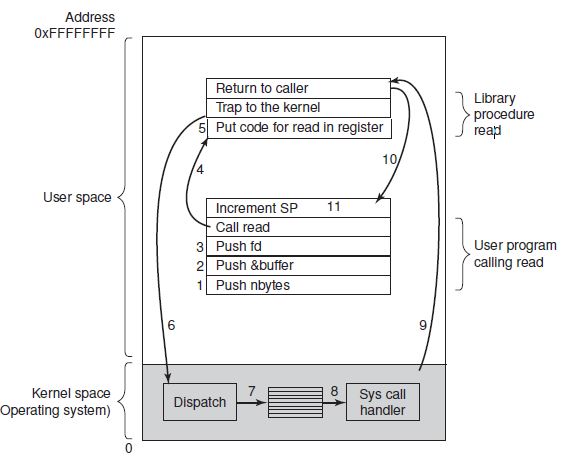 Address
0xFFFFFFFF
Return to caller
Trap to the kernel
5 Put code for read in register
Library
procedure
read
4
10
User space
Increment SP 11
Call read
3 Push fd
2 Push &buffer
1 Push nbytes
User program
calling read
6
9
Kernel space
Operating system)
Dispatch
7
8
Sys call
handler
0